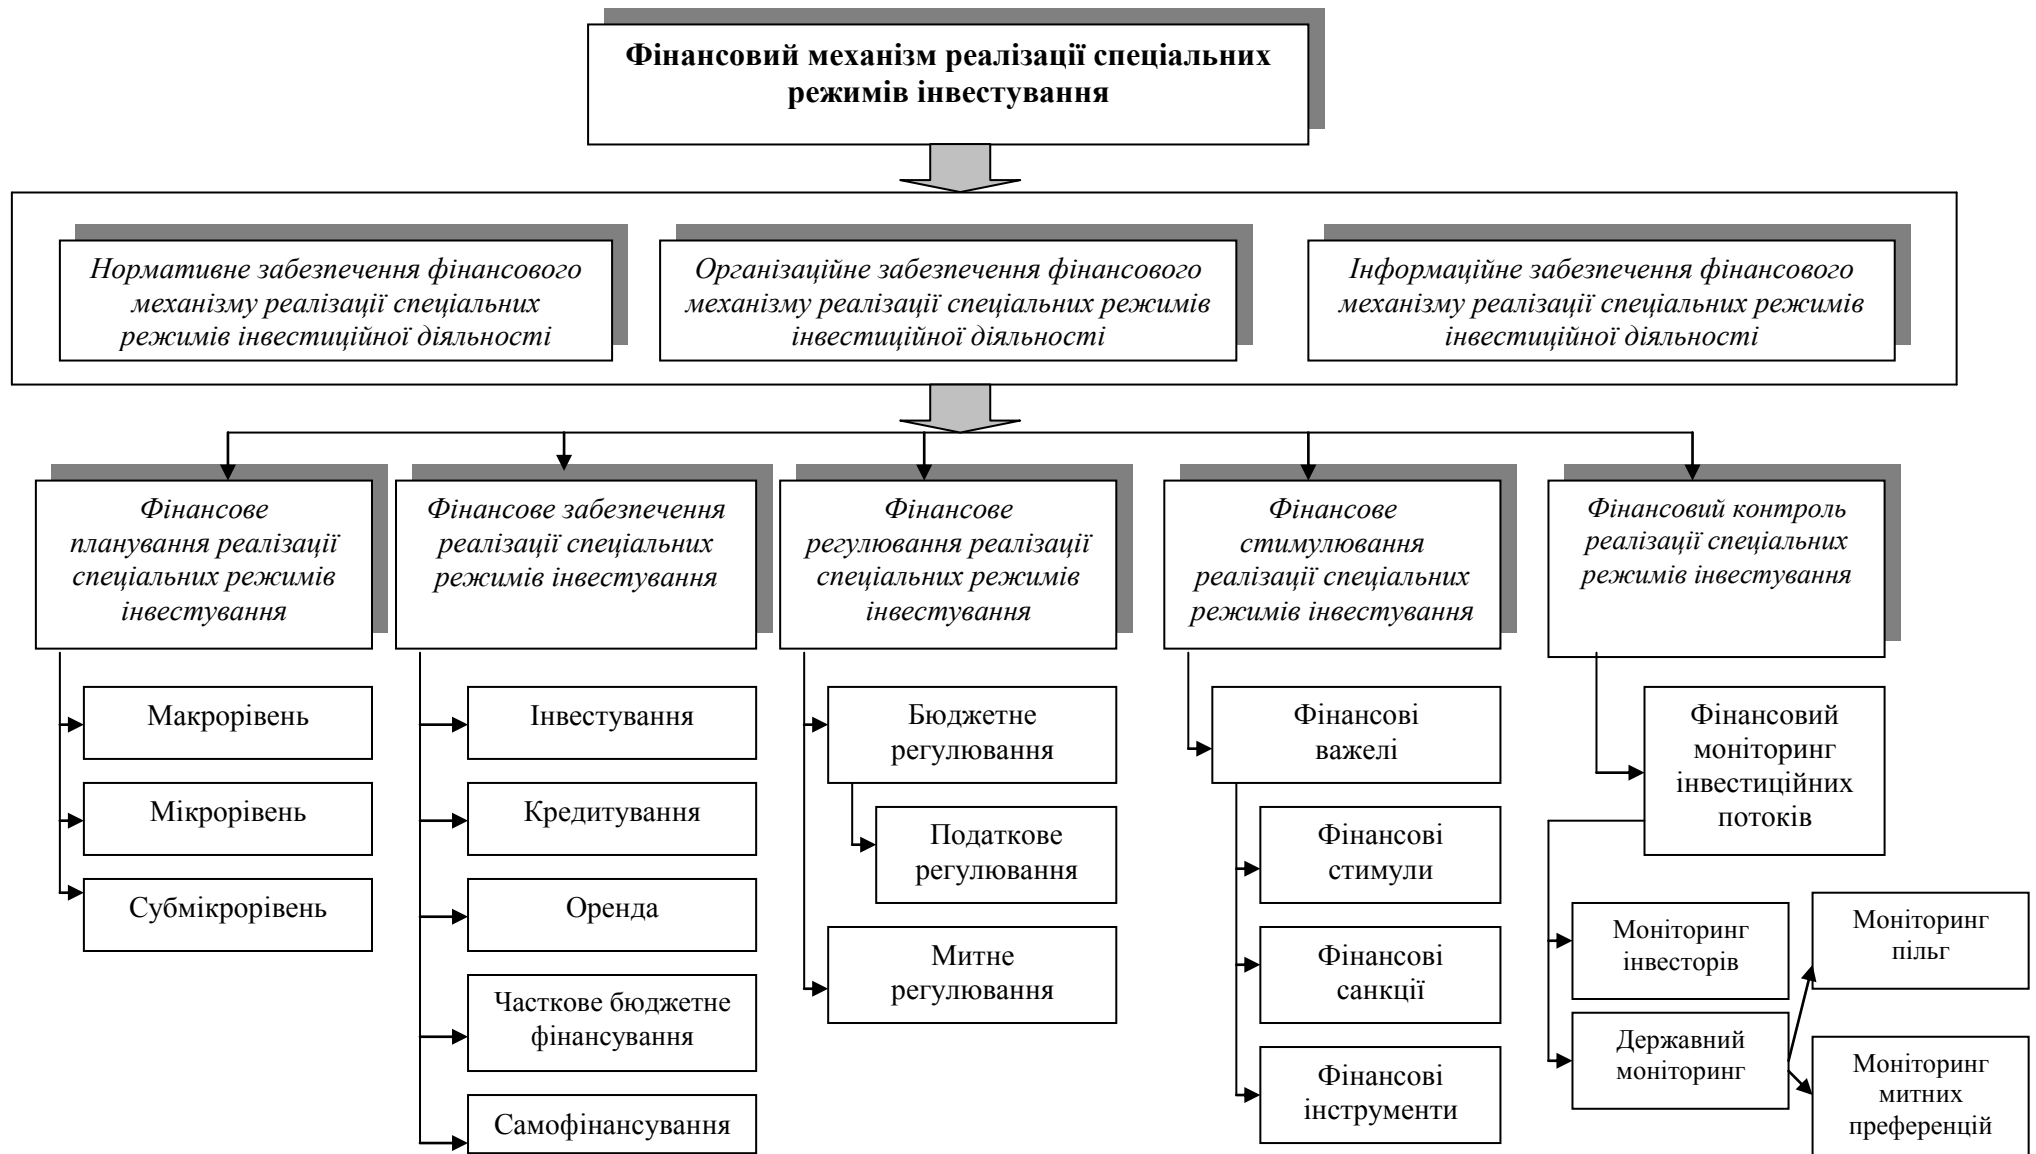 Фінансовий механізм реалізації спеціальних
режимів інвестування
Нормативне забезпечення фінансового
механізму реалізації спеціальних
режимів інвестиційної діяльності
Організаційне забезпечення фінансового
механізму реалізації спеціальних режимів
інвестиційної діяльності
Інформаційне забезпечення фінансового
механізму реалізації спеціальних режимів
інвестиційної діяльності
Фінансове
планування реалізації
спеціальних режимів
інвестування
Фінансове забезпечення
реалізації спеціальних
режимів інвестування
Фінансове
регулювання реалізації
спеціальних режимів
інвестування
Фінансове
стимулювання
реалізації спеціальних
режимів інвестування
Фінансовий контроль
реалізації спеціальних
режимів інвестування
Макрорівень
Мікрорівень
Субмікрорівень
Інвестування
Кредитування
Оренда
Часткове бюджетне
фінансування
Самофінансування
Бюджетне
регулювання
Податкове
регулювання
Митне
регулювання
Фінансові
важелі
Фінансові
стимули
Фінансові
санкції
Фінансові
інструменти
Фінансовий
моніторинг
інвестиційних
потоків
Моніторинг
інвесторів
Державний
моніторинг
Моніторинг
пільг
Моніторинг
митних
преференцій